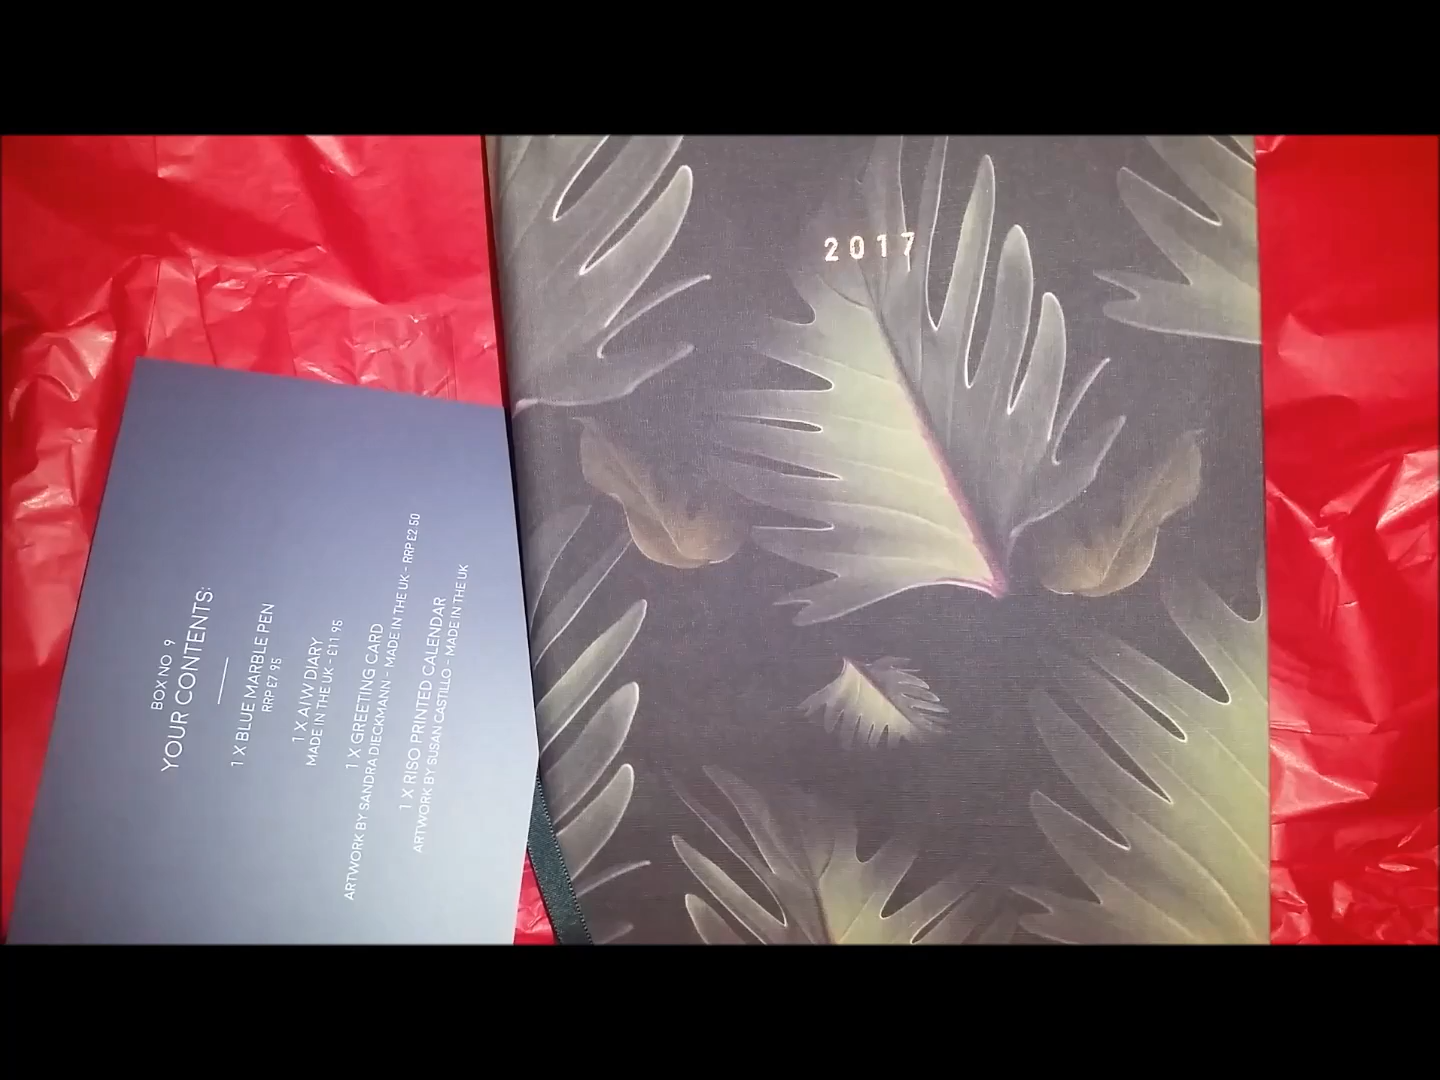 BOX NO 9
YOUR CONTENTS:
1 X BLUE MARBLE PEN
RRP £7.95
1 X AIW DIARY
MADE IN THE UK - £11.95
1 X GREETING CARD
ARTWORK BY SANDRA DIECKMANN - MADE IN THE UK - RRP £2.50
1 X RISO PRINTED CALENDAR
ARTWORK BY SUSAN CASTILLO - MADE IN THE UK
2017